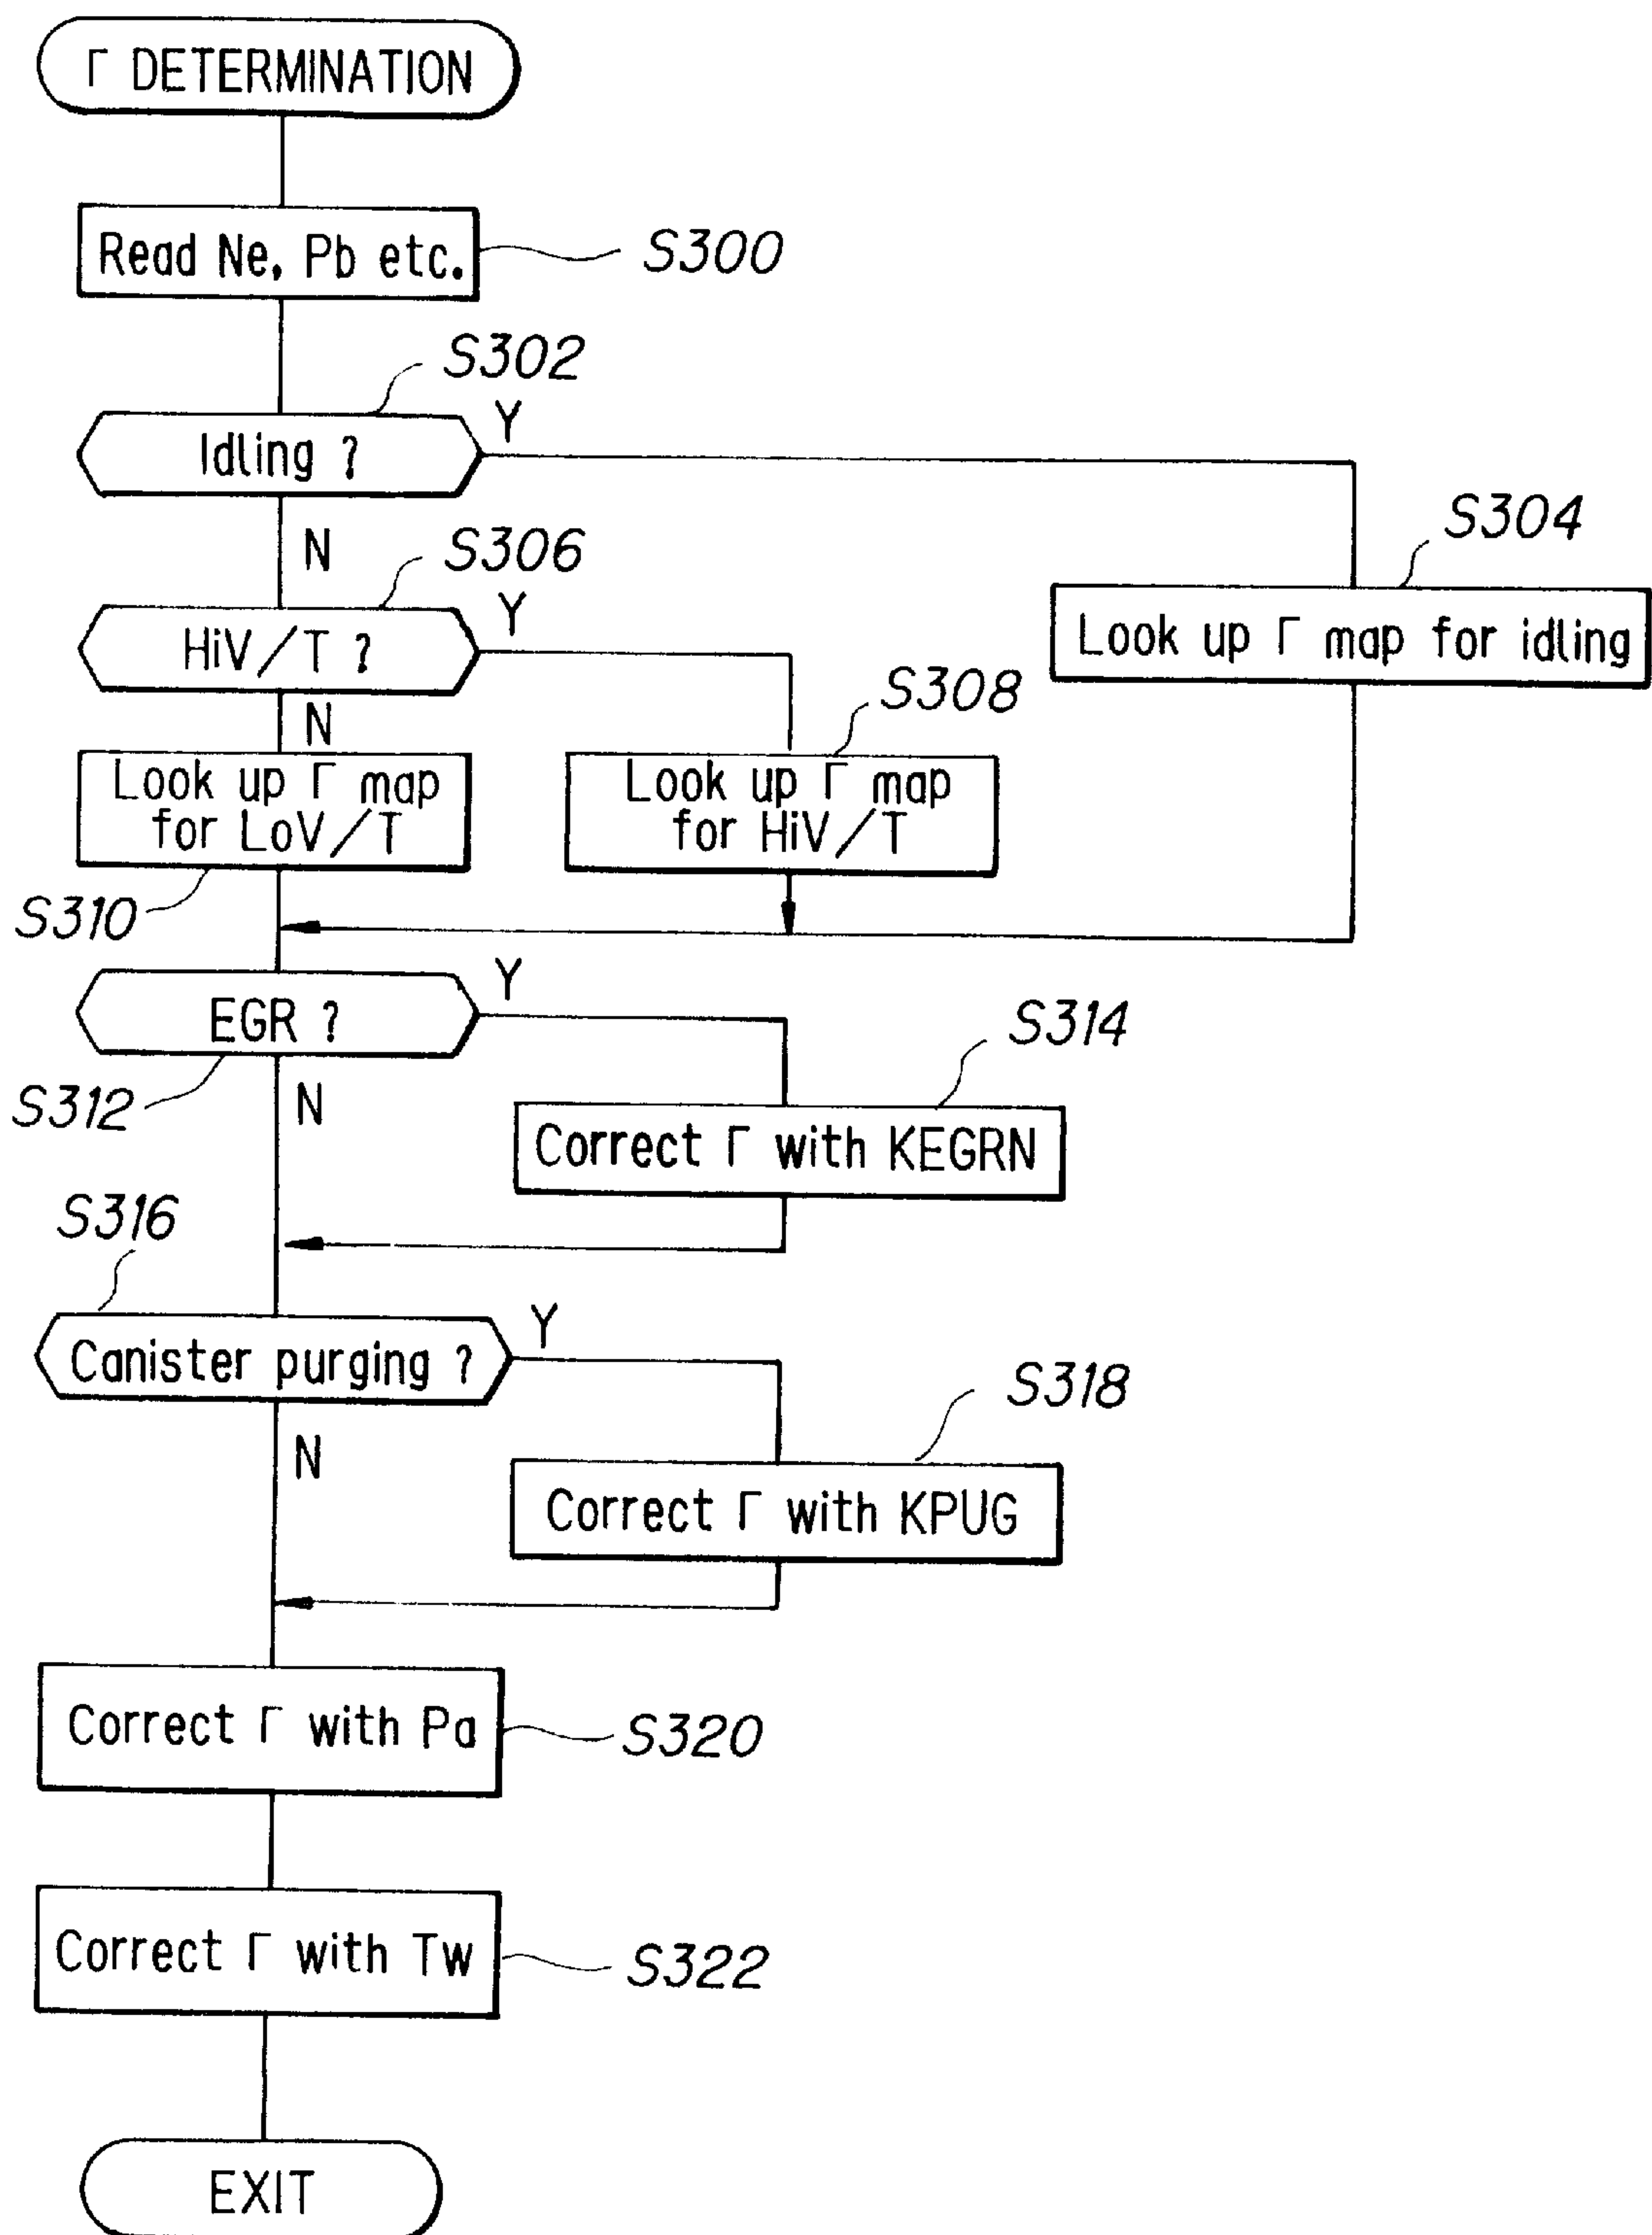 Γ DETERMINATION
Read Ne, Pb etc.
S300
S302
Idling ?
Y
N
S304
Look up Γ map for idling
S306
HiV/T ?
Y
N
S308
Look up Γ map
for HiV/T
Look up Γ map
for LoV/T
S310
EGR ?
Y
S312
N
S314
Correct Γ with KEGRN
S316
Canister purging ?
Y
N
S318
Correct Γ with KPUG
Correct Γ with Pa
S320
Correct Γ with Tw
S322
EXIT